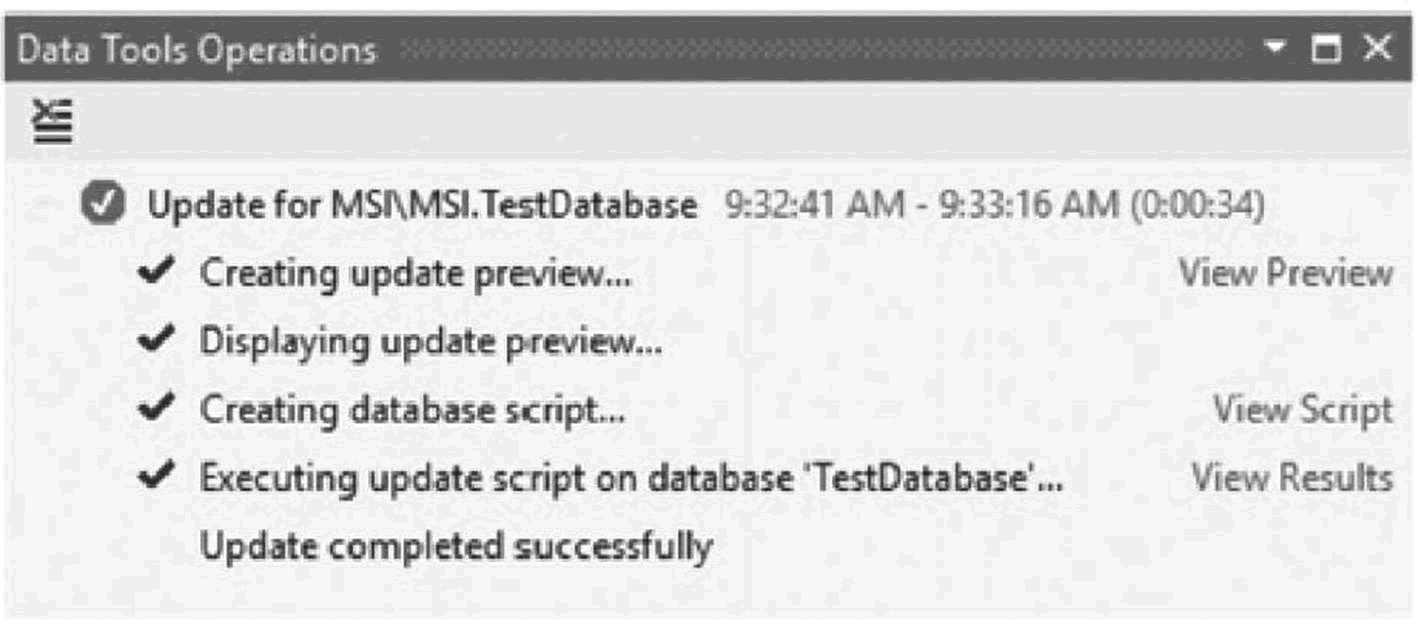 Data Tools Operations
Update for MSI\MSI.TestDatabase 9:32:41 AM - 9:33:16 AM (0:00:34)
Creating update preview... View Preview
Displaying update preview...
Creating database script... View Script
Executing update script on database 'TestDatabase'... View Results
Update completed successfully